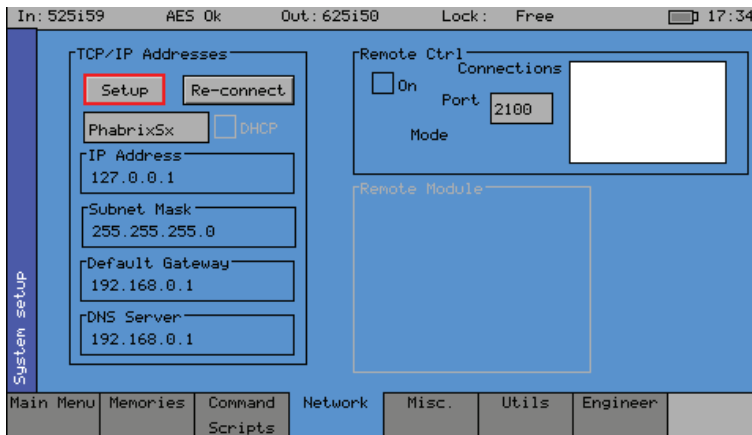 In:525i59 AES Ok Out:625i50 Lock: Free 17:34
System setup
TCP/IP Addresses
Setup Re-connect
PhabrixSx DHCP
IP Address
127.0.0.1
Subnet Mask
255.255.255.0
Default Gateway
192.168.0.1
DNS Server
192.168.0.1
Remote Ctrl
Connections
On
Port 2100
Mode
Remote Module
Main Menu Memories Command Scripts Network Misc. Utils Engineer